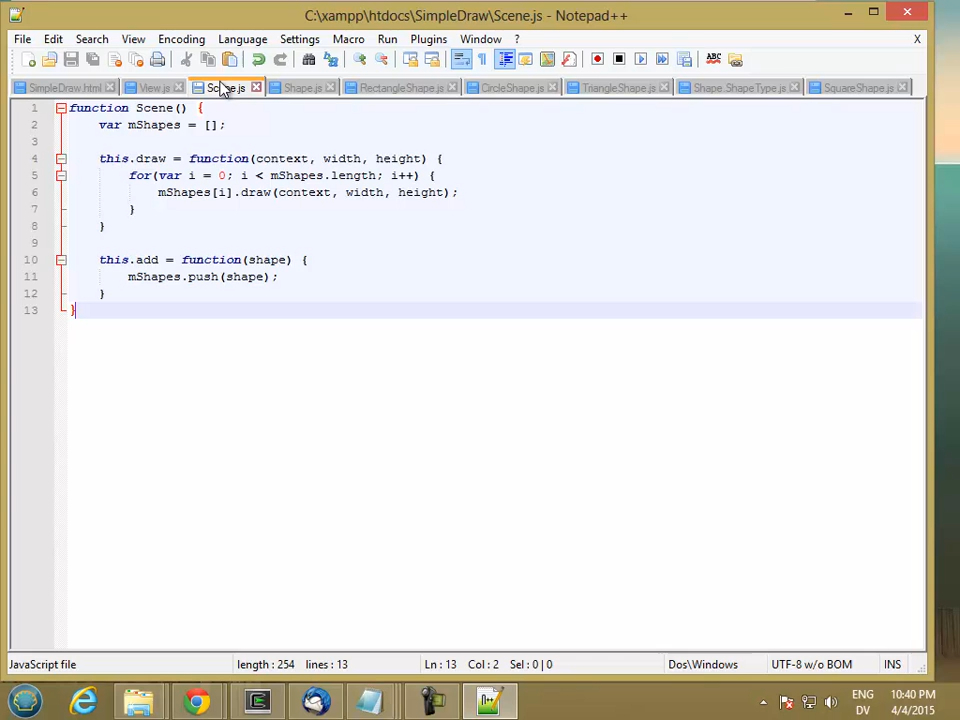 C:\xampp\htdocs\SimpleDraw\Scene.js - Notepad++
File Edit Search View Encoding Language Settings Macro Run Plugins Window ? X
SimpleDraw.html View.js Scene.js Shape.js RectangleShape.js CircleShape.js TriangleShape.js Shape.ShapeType.js SquareShape.js
1 function Scene() {
2 var mShapes = [];
3
4 this.draw = function(context, width, height) {
5 for(var i = 0; i < mShapes.length; i++) {
6 mShapes[i].draw(context, width, height);
7 }
8 }
9
10 this.add = function(shape) {
11 mShapes.push(shape);
12 }
13 }
JavaScript file length : 254 lines : 13 Ln : 13 Col : 2 Sel : 0 | 0 Dos\Windows UTF-8 w/o BOM INS
ENG 10:40 PM
DV 4/4/2015